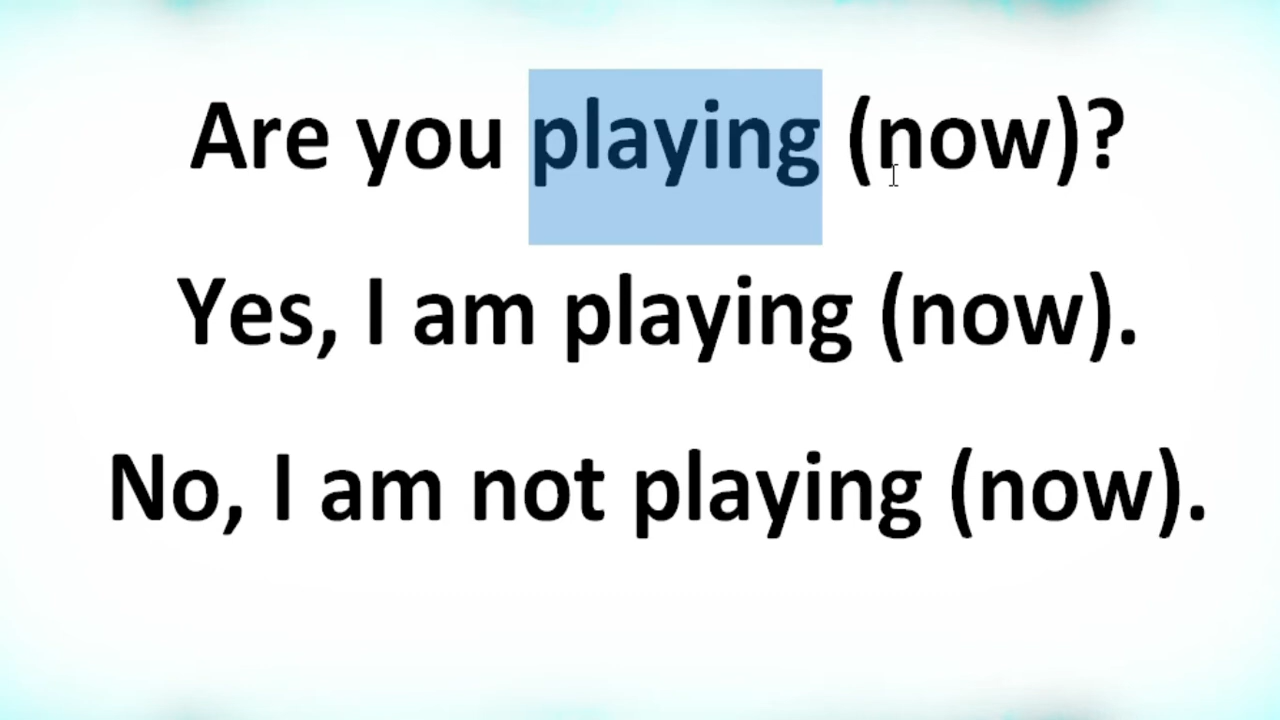 Are you playing (now)?
Yes, I am playing (now).
No, I am not playing (now).